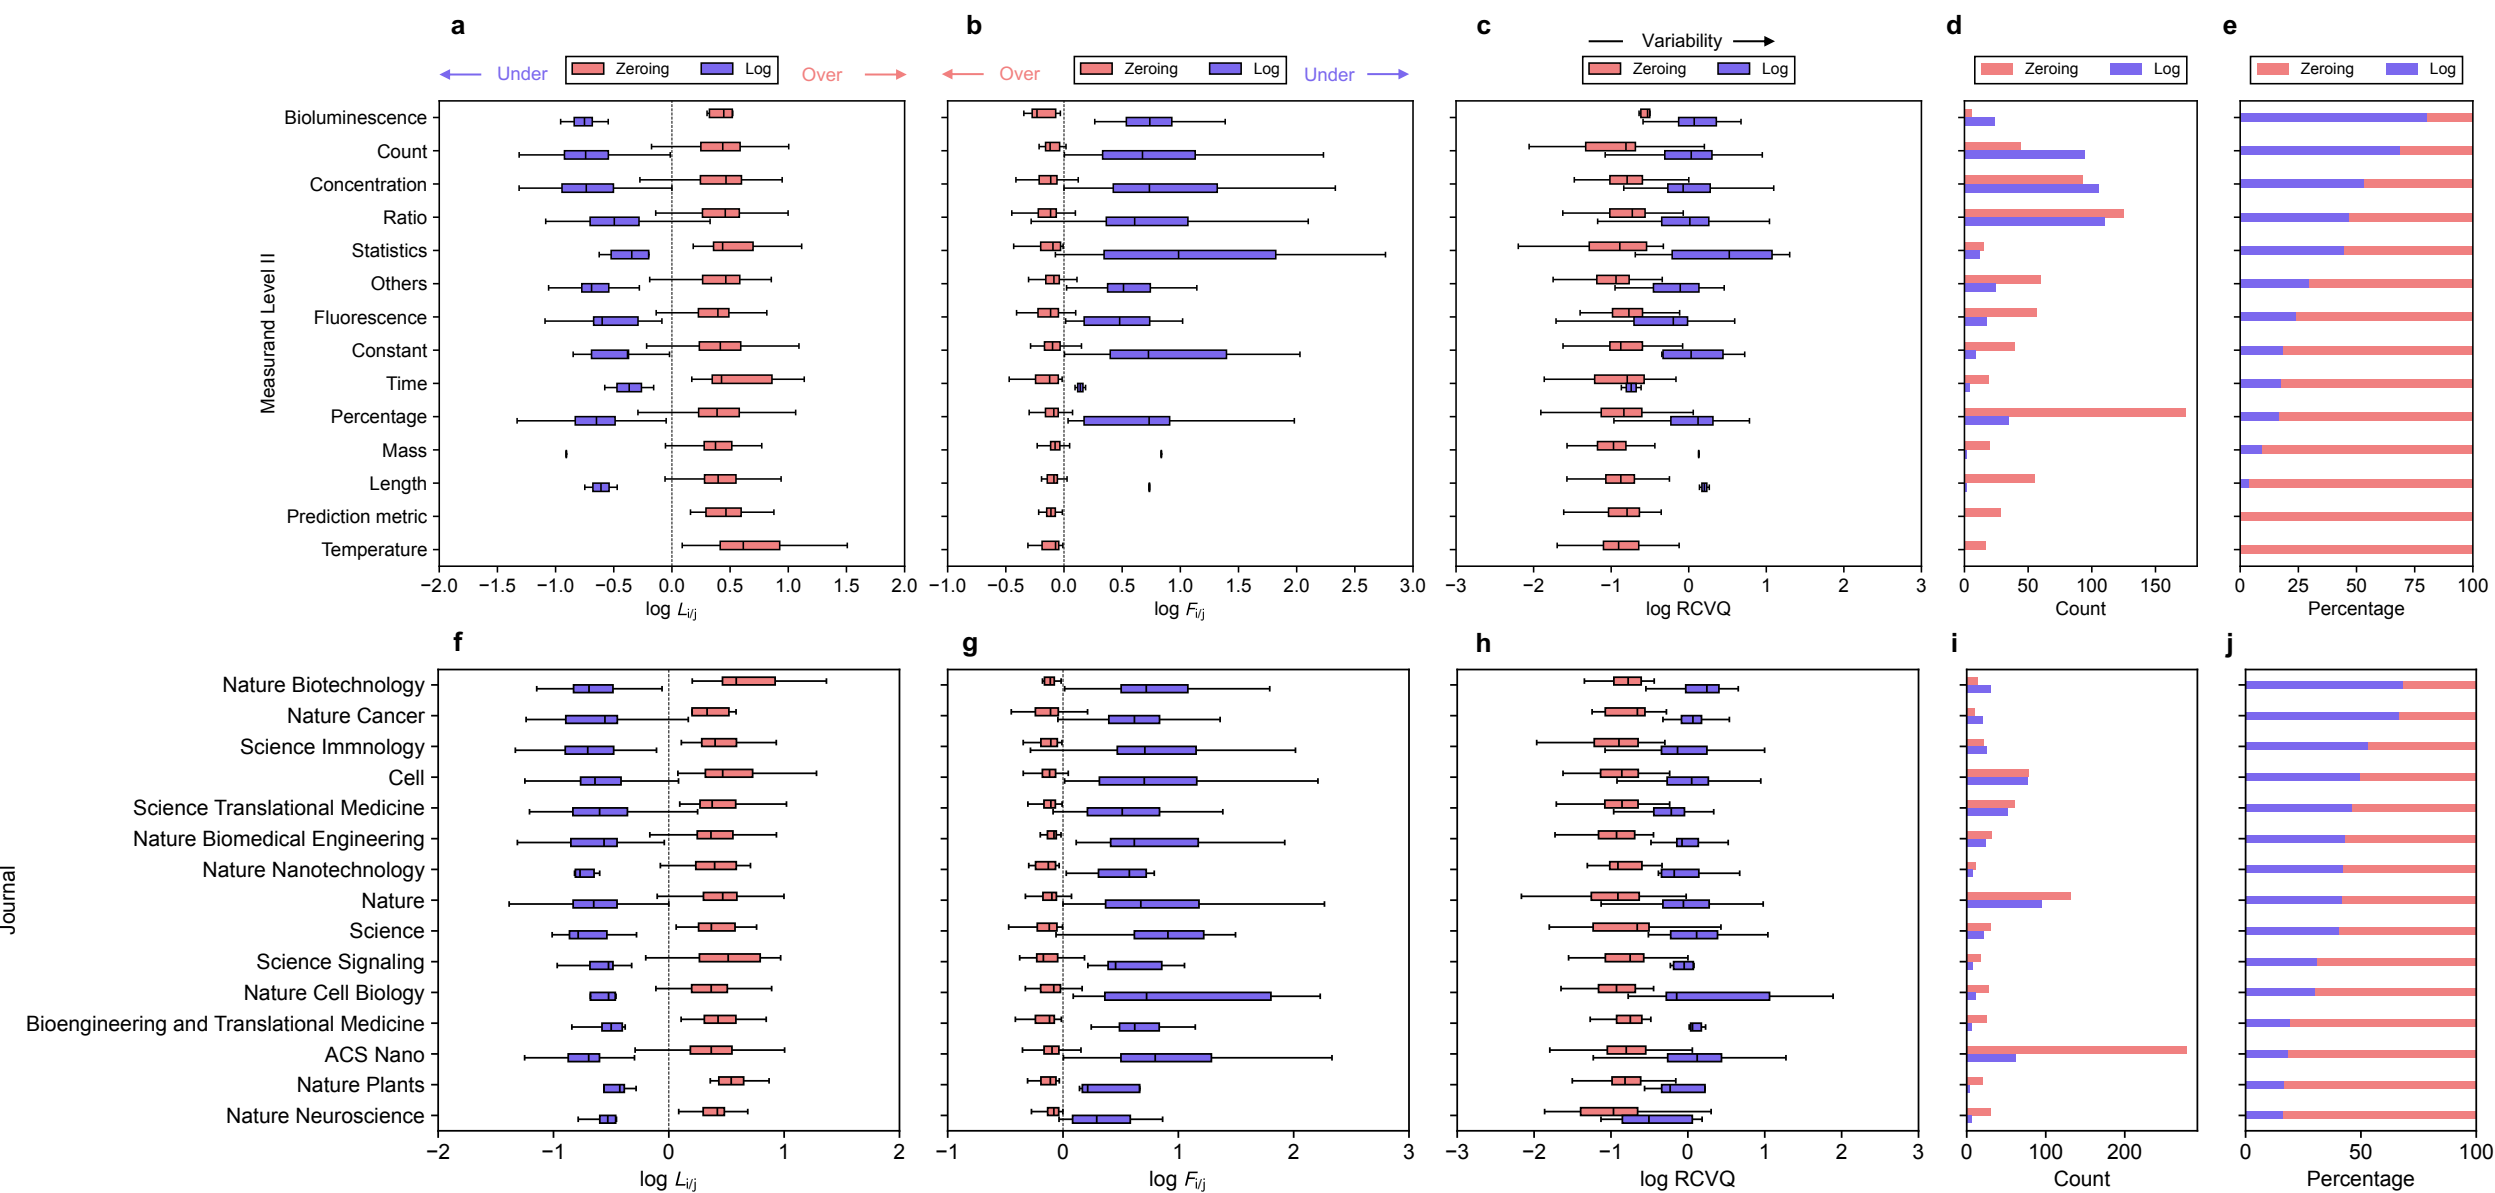 a
b
c
d
e
Variability
Under
Zeroing Log
Over
Over
Zeroing Log
Under
Zeroing Log
Zeroing Log
Zeroing Log
Measurand Level II
Bioluminescence
Count
Concentration
Ratio
Statistics
Others
Fluorescence
Constant
Time
Percentage
Mass
Length
Prediction metric
Temperature
−2.0 −1.5 −1.0 −0.5 0.0 0.5 1.0 1.5 2.0
log Li/j
−1.0 −0.5 0.0 0.5 1.0 1.5 2.0 2.5 3.0
log Fi/j
−3 −2 −1 0 1 2 3
log RCVQ
0 50 100 150
Count
0 25 50 75 100
Percentage
f
g
h
i
j
Journal
Nature Biotechnology
Nature Cancer
Science Immnology
Cell
Science Translational Medicine
Nature Biomedical Engineering
Nature Nanotechnology
Nature
Science
Science Signaling
Nature Cell Biology
Bioengineering and Translational Medicine
ACS Nano
Nature Plants
Nature Neuroscience
−2 −1 0 1 2
log Li/j
−1 0 1 2 3
log Fi/j
−3 −2 −1 0 1 2 3
log RCVQ
0 100 200
Count
0 50 100
Percentage